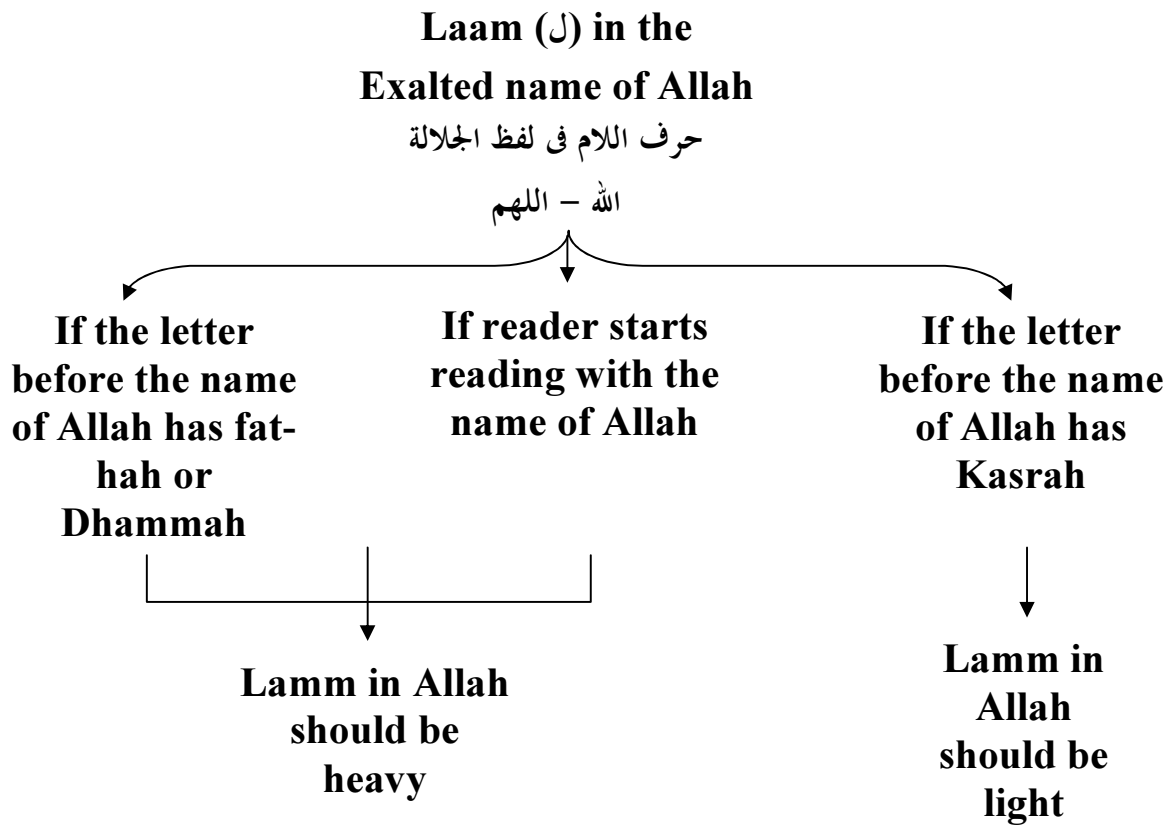 Laam (ل) in the
Exalted name of Allah
حرف اللام فى لفظ الجلالة
الله – اللهم
If the letter
before the name
of Allah has fat-
hah or
Dhammah
If reader starts
reading with the
name of Allah
If the letter
before the name
of Allah has
Kasrah
Lamm in Allah
should be
heavy
Lamm in
Allah
should be
light